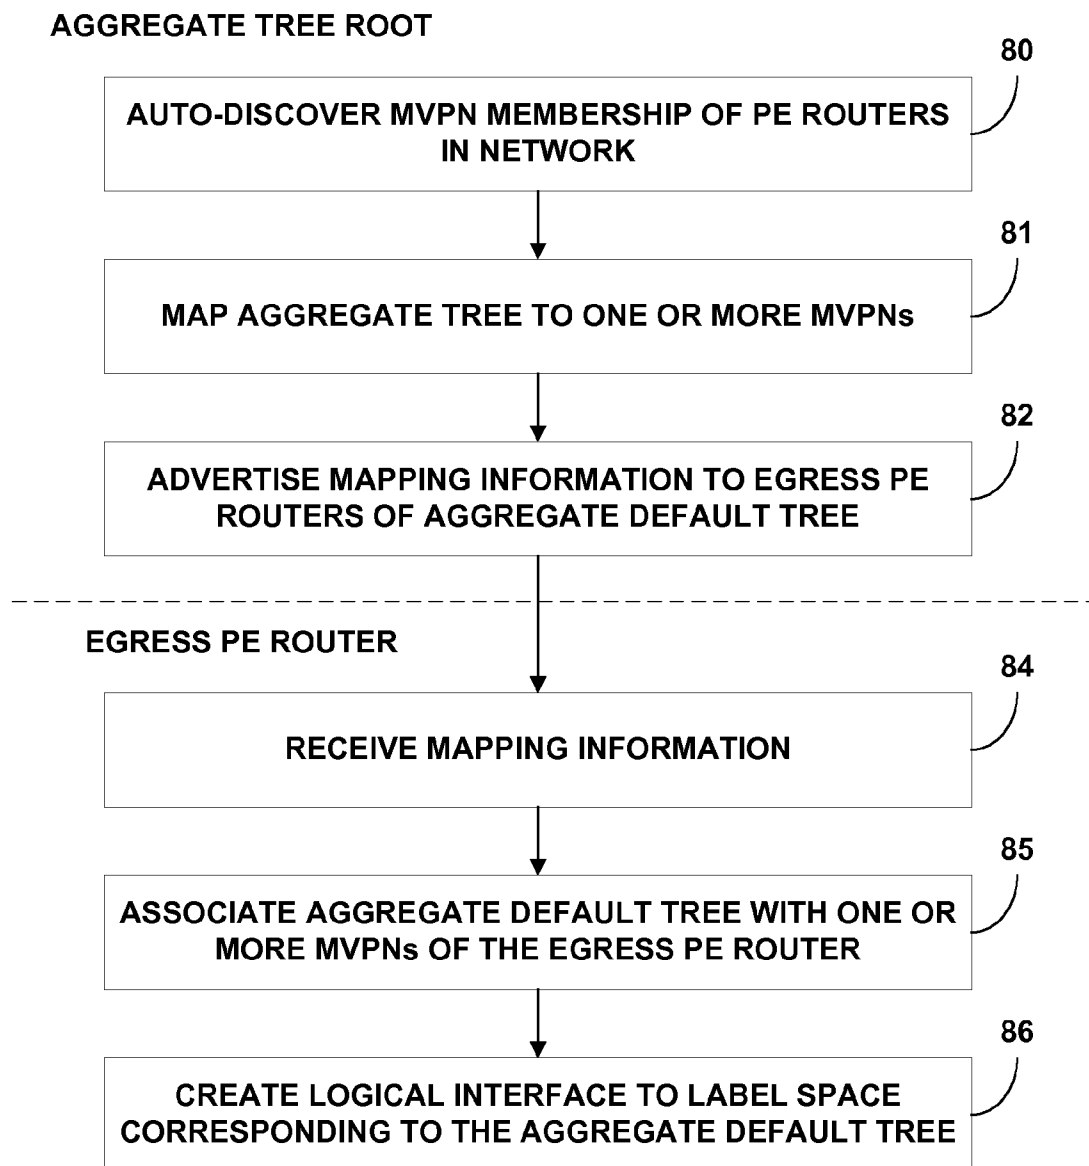 AGGREGATE TREE ROOT
80
AUTO-DISCOVER MVPN MEMBERSHIP OF PE ROUTERS
IN NETWORK
81
MAP AGGREGATE TREE TO ONE OR MORE MVPNs
82
ADVERTISE MAPPING INFORMATION TO EGRESS PE
ROUTERS OF AGGREGATE DEFAULT TREE
EGRESS PE ROUTER
84
RECEIVE MAPPING INFORMATION
85
ASSOCIATE AGGREGATE DEFAULT TREE WITH ONE OR
MORE MVPNs OF THE EGRESS PE ROUTER
86
CREATE LOGICAL INTERFACE TO LABEL SPACE
CORRESPONDING TO THE AGGREGATE DEFAULT TREE